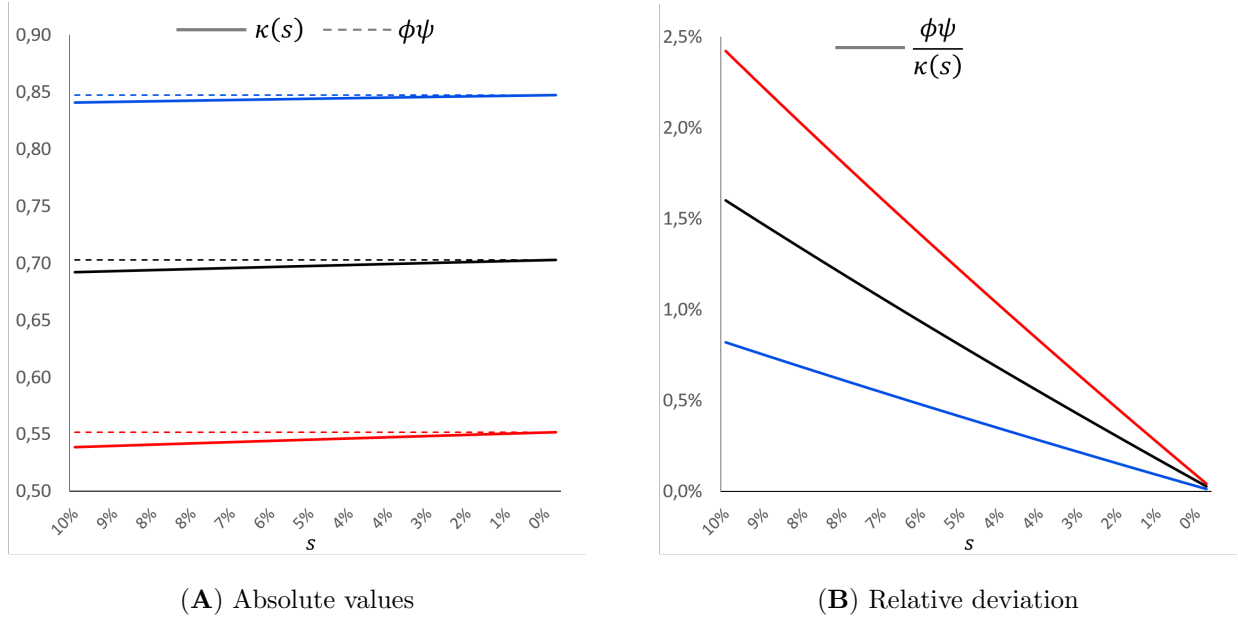 κ(s) ϕψ
0,90
0,85
0,80
0,75
0,70
0,65
0,60
0,55
0,50
10% 9% 8% 8% 7% 6% 5% 4% 4% 3% 2% 1% 0%
s
(A) Absolute values
ϕψ
κ(s)
2,5%
2,0%
1,5%
1,0%
0,5%
0,0%
10% 9% 8% 8% 7% 6% 5% 4% 4% 3% 2% 1% 0%
s
(B) Relative deviation